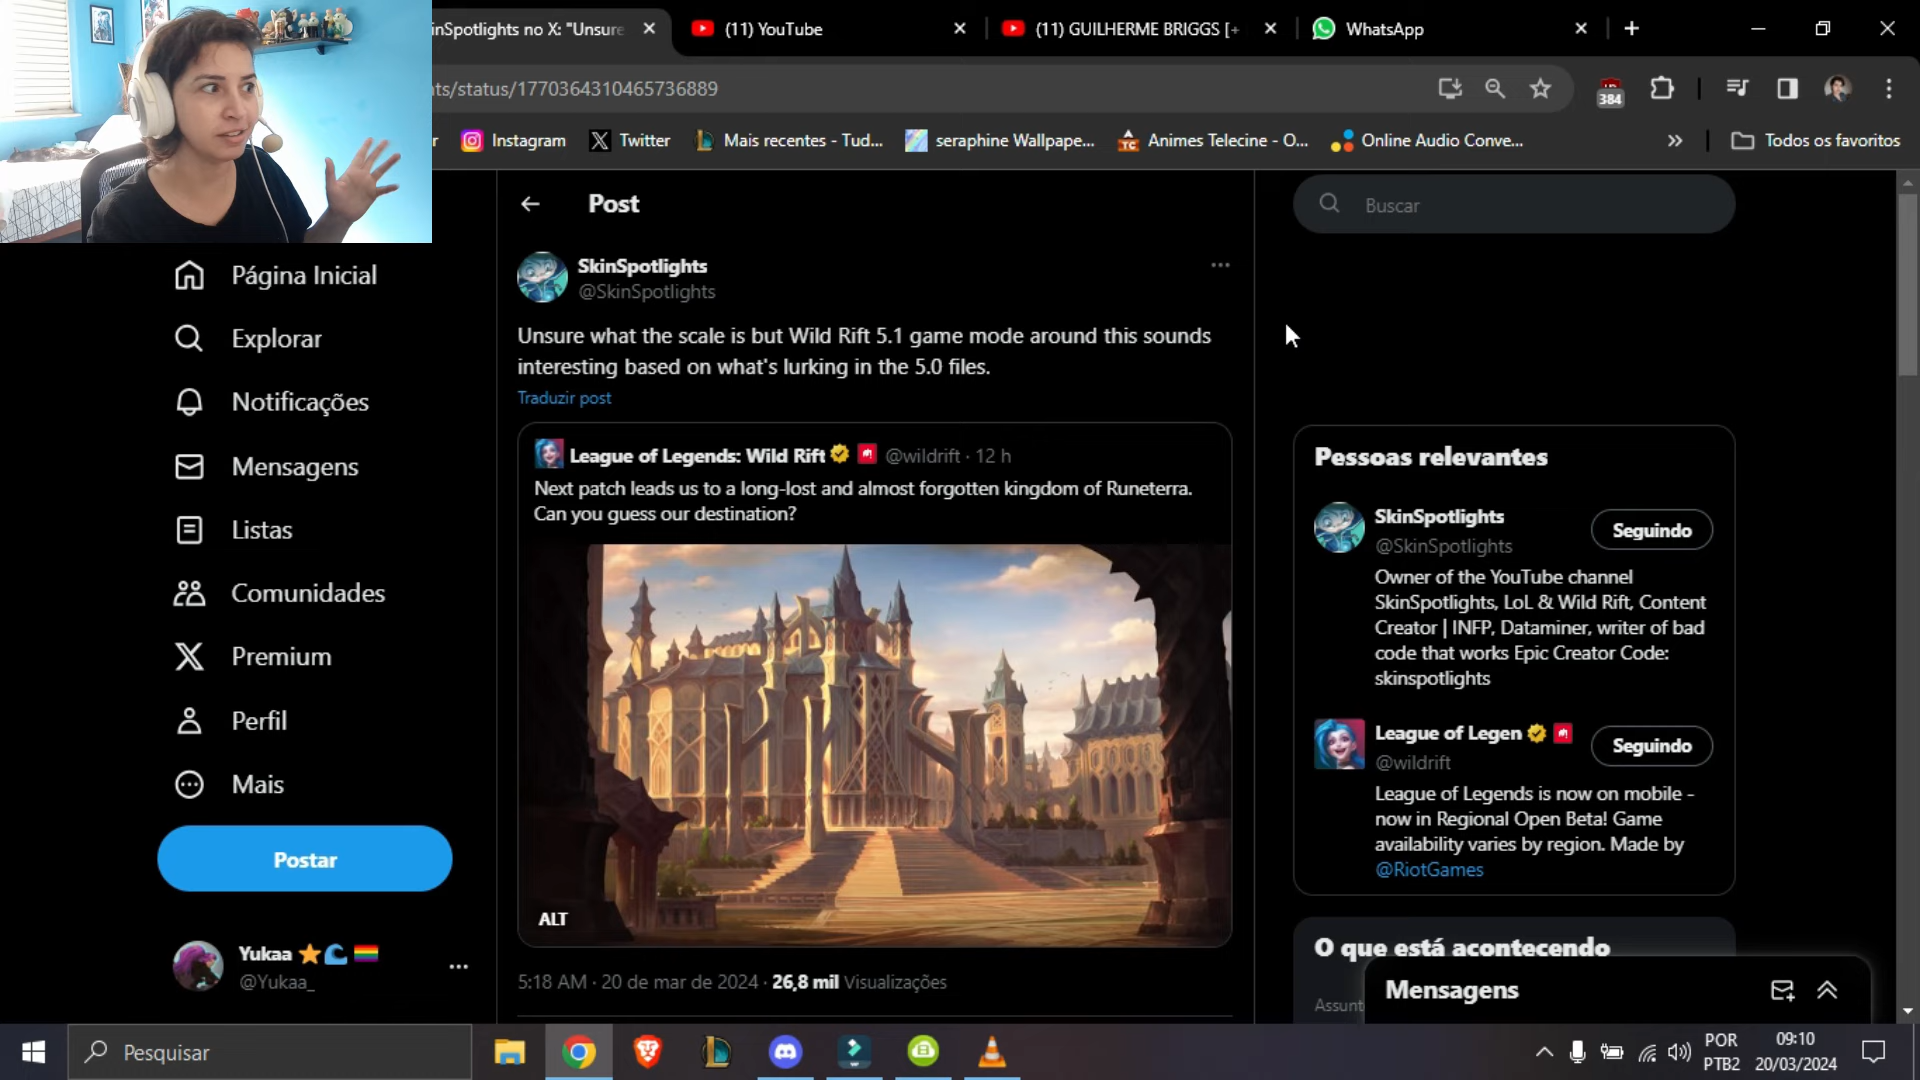 inSpotlights no X: "Unsure
(11) YouTube
(11) GUILHERME BRIGGS [+
WhatsApp
ts/status/1770364310465736889
384
r
Instagram
Twitter
Mais recentes - Tud...
seraphine Wallpape...
Animes Telecine - O...
Online Audio Conve...
Todos os favoritos
Post
Buscar
Página Inicial
Explorar
Notificações
Mensagens
Listas
Comunidades
Premium
Perfil
Mais
Postar
Yukaa
@Yukaa_
SkinSpotlights
@SkinSpotlights
Unsure what the scale is but Wild Rift 5.1 game mode around this sounds
interesting based on what's lurking in the 5.0 files.
Traduzir post
League of Legends: Wild Rift @wildrift · 12 h
Next patch leads us to a long-lost and almost forgotten kingdom of Runeterra.
Can you guess our destination?
ALT
5:18 AM · 20 de mar de 2024 · 26,8 mil Visualizações
Pessoas relevantes
SkinSpotlights
@SkinSpotlights
Seguindo
Owner of the YouTube channel
SkinSpotlights, LoL & Wild Rift, Content
Creator | INFP, Dataminer, writer of bad
code that works Epic Creator Code:
skinspotlights
League of Legen
@wildrift
Seguindo
League of Legends is now on mobile -
now in Regional Open Beta! Game
availability varies by region. Made by
@RiotGames
O que está acontecendo
Assunt
Mensagens
Pesquisar
POR
PTB2
09:10
20/03/2024